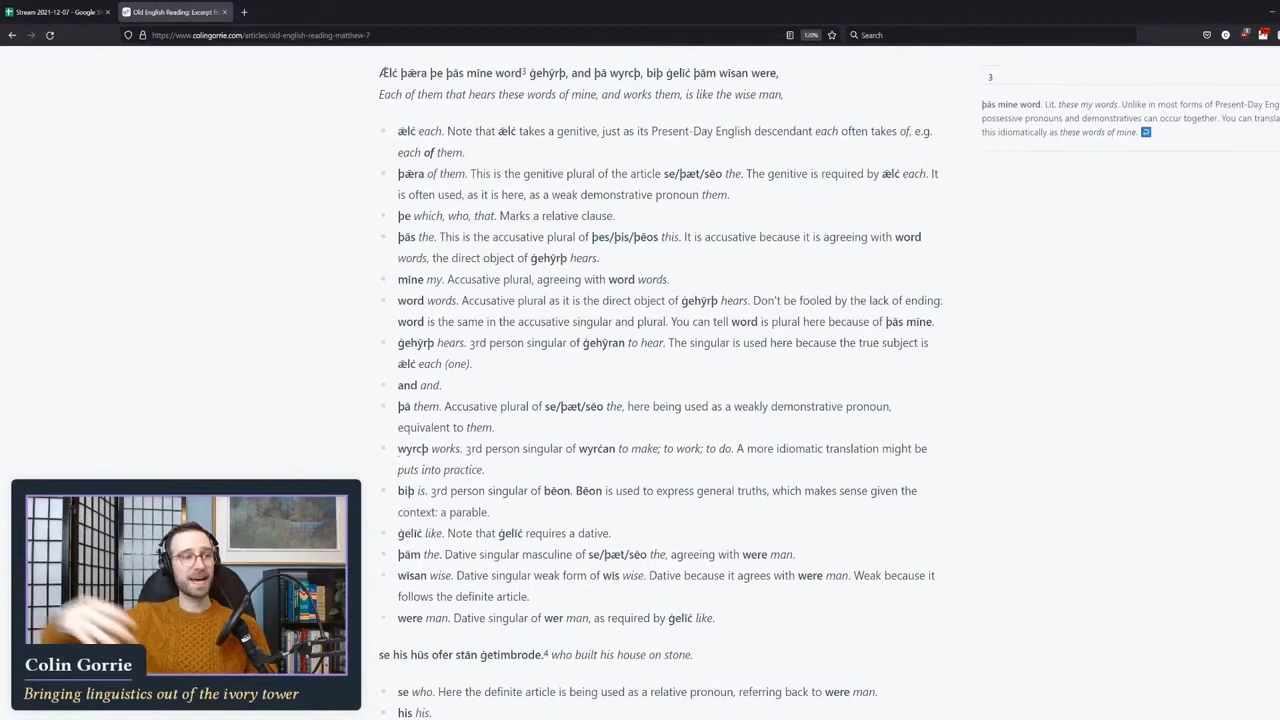 Stream 2021-12-07 - Google S
Old English Reading: Excerpt fr
https://www.colingorrie.com/articles/old-english-reading-matthew-7
120%
Search
Ǣlċ þǣra þe þās mīne word3 ġehȳrþ, and þā wyrcþ, biþ ġelīċ þām wīsan were,
Each of them that hears these words of mine, and works them, is like the wise man,
ǣlċ each. Note that ǣlċ takes a genitive, just as its Present-Day English descendant each often takes of, e.g.
each of them.
þǣra of them. This is the genitive plural of the article se/þæt/sēo the. The genitive is required by ǣlċ each. It
is often used, as it is here, as a weak demonstrative pronoun them.
þe which, who, that. Marks a relative clause.
þās the. This is the accusative plural of þes/þis/þēos this. It is accusative because it is agreeing with word
words, the direct object of ġehȳrþ hears.
mīne my. Accusative plural, agreeing with word words.
word words. Accusative plural as it is the direct object of ġehȳrþ hears. Don't be fooled by the lack of ending:
word is the same in the accusative singular and plural. You can tell word is plural here because of þās mīne.
ġehȳrþ hears. 3rd person singular of ġehȳran to hear. The singular is used here because the true subject is
ǣlċ each (one).
and and.
þā them. Accusative plural of se/þæt/sēo the, here being used as a weakly demonstrative pronoun,
equivalent to them.
wyrcþ works. 3rd person singular of wyrċan to make; to work; to do. A more idiomatic translation might be
puts into practice.
biþ is. 3rd person singular of bēon. Bēon is used to express general truths, which makes sense given the
context: a parable.
ġelīċ like. Note that ġelīċ requires a dative.
þām the. Dative singular masculine of se/þæt/sēo the, agreeing with were man.
wīsan wise. Dative singular weak form of wīs wise. Dative because it agrees with were man. Weak because it
follows the definite article.
were man. Dative singular of wer man, as required by ġelīċ like.
se his hūs ofer stān ġetimbrode.4 who built his house on stone.
se who. Here the definite article is being used as a relative pronoun, referring back to were man.
his his.
3
þās mīne word. Lit. these my words. Unlike in most forms of Present-Day Eng
possessive pronouns and demonstratives can occur together. You can transla
this idiomatically as these words of mine.
Colin Gorrie
Bringing linguistics out of the ivory tower